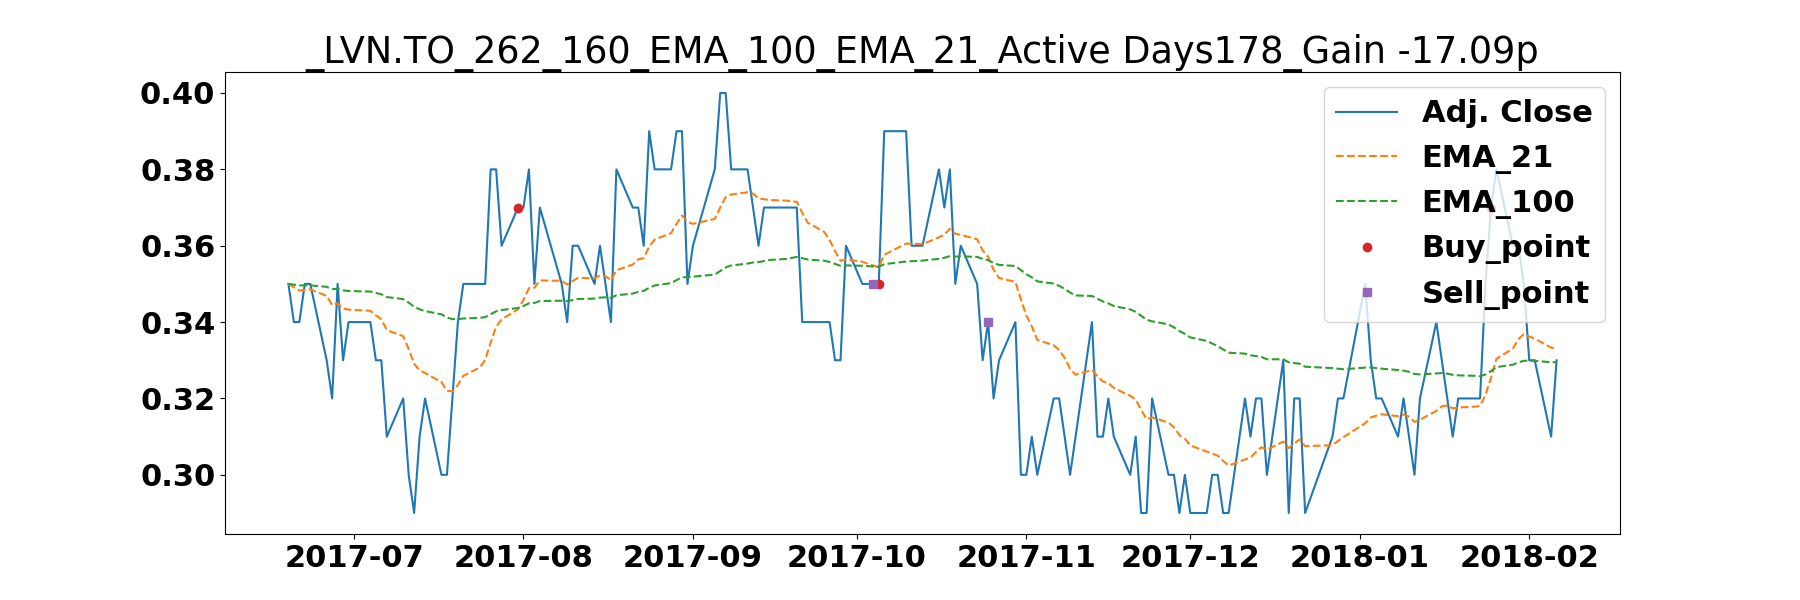 _LVN.TO_262_160_EMA_100_EMA_21_Active Days178_Gain -17.09p
0.40
0.38
0.36
0.34
0.32
0.30
Adj. Close
EMA_21
EMA_100
Buy_point
Sell_point
2017-07 2017-08 2017-09 2017-10 2017-11 2017-12 2018-01 2018-02